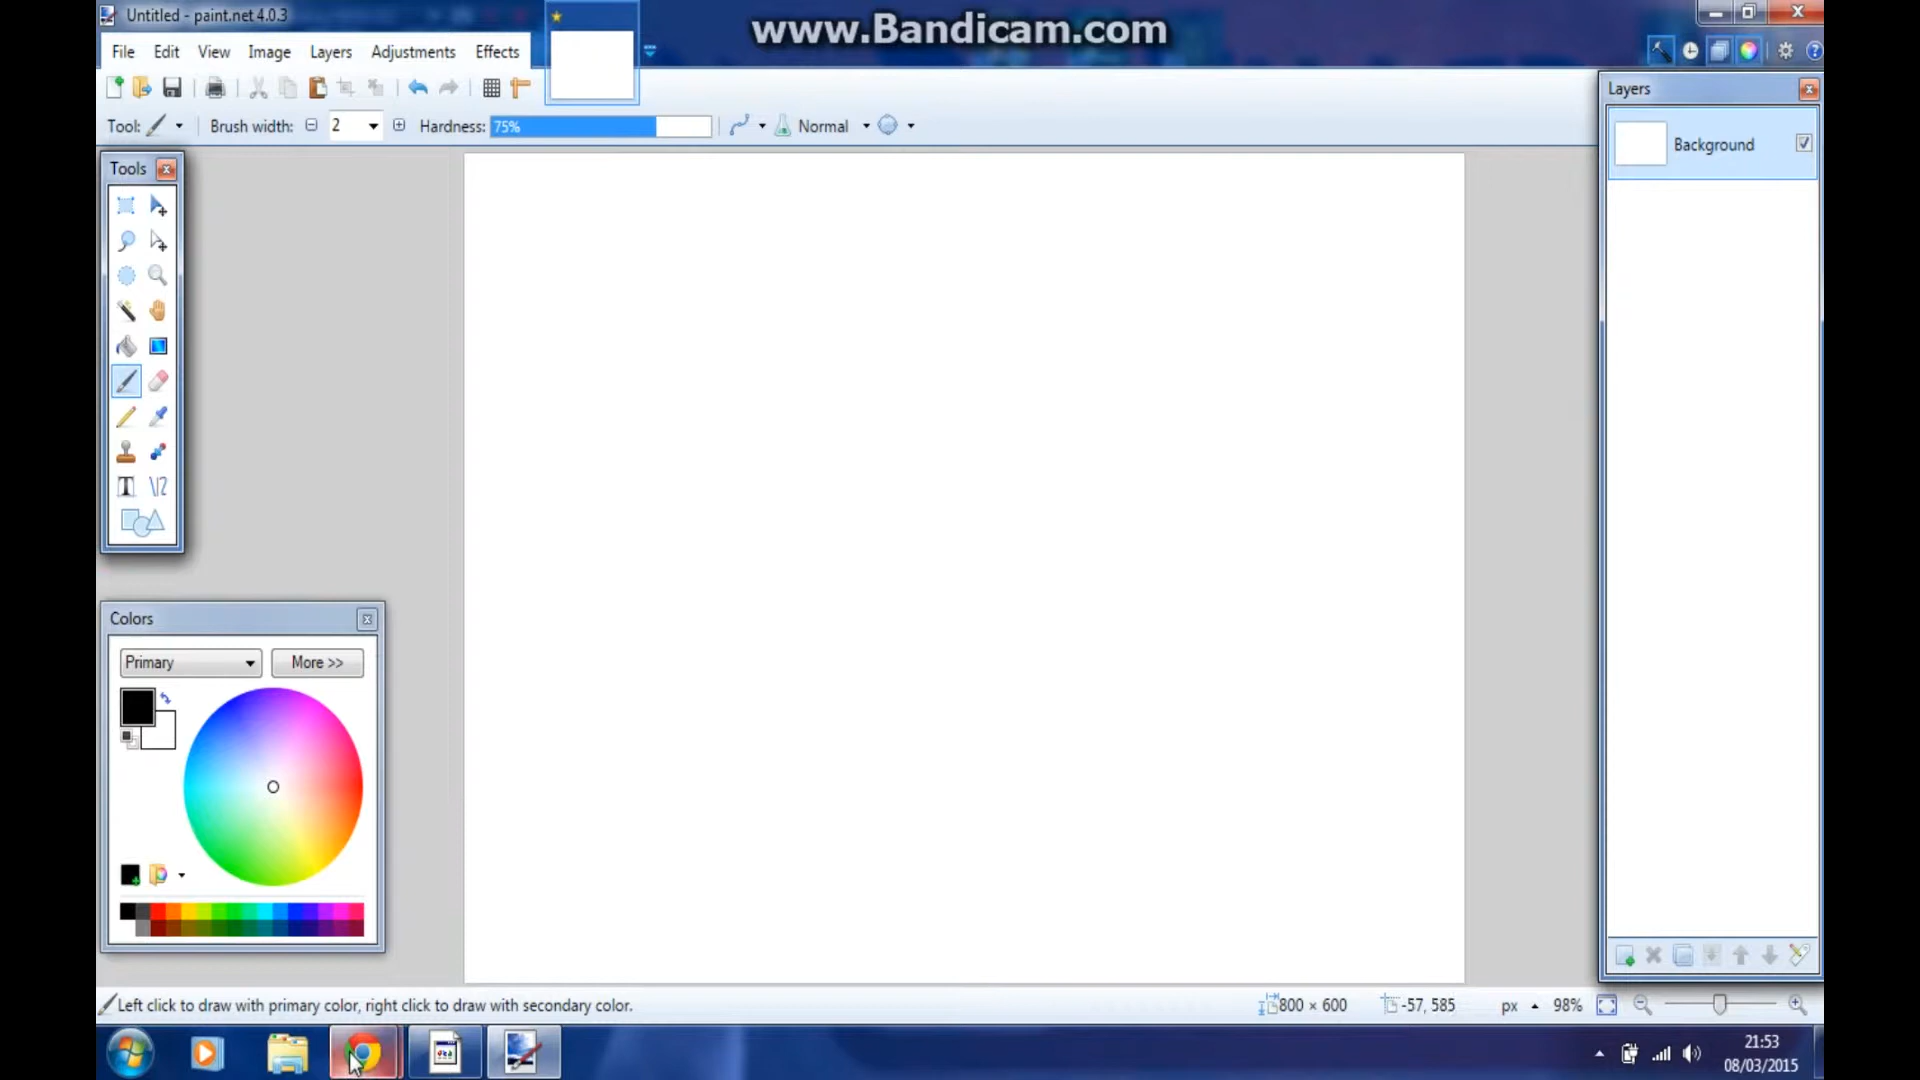 Untitled - paint.net 4.0.3
www.Bandicam.com
File Edit View Image Layers Adjustments Effects
Tool: Brush width: 2 Hardness: 75% Normal
Layers
Background
Tools
Colors
Primary More >>
Left click to draw with primary color, right click to draw with secondary color.
800 × 600 -57, 585 px 98%
21:53
08/03/2015